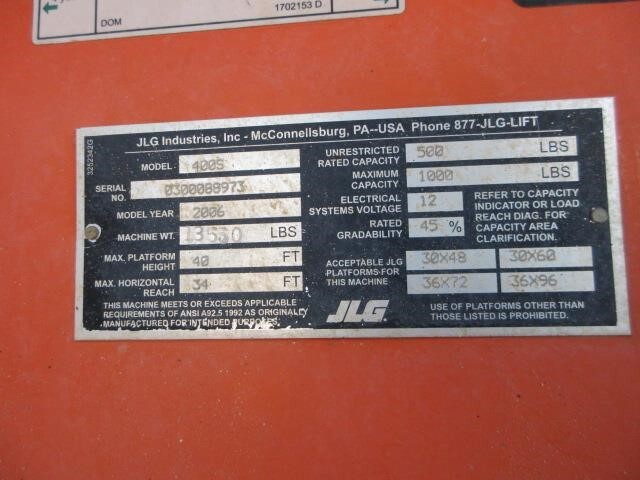 1702153 D
DOM
3252342G
JLG Industries, Inc - McConnellsburg, PA--USA Phone 877-JLG-LIFT
MODEL 400S
SERIAL NO. 0300088973
MODEL YEAR 2006
MACHINE WT. LBS
MAX. PLATFORM HEIGHT 40 FT
MAX. HORIZONTAL REACH 34 FT
THIS MACHINE MEETS OR EXCEEDS APPLICABLE
REQUIREMENTS OF ANSI A92.5 1992 AS ORIGINALLY
MANUFACTURED FOR INTENDED PURPOSES.
UNRESTRICTED RATED CAPACITY 500 LBS
MAXIMUM CAPACITY 1000 LBS
ELECTRICAL SYSTEMS VOLTAGE 12
RATED GRADABILITY 45 %
REFER TO CAPACITY
INDICATOR OR LOAD
REACH DIAG. FOR
CAPACITY AREA
CLARIFICATION.
ACCEPTABLE JLG
PLATFORMS FOR
THIS MACHINE
30X48 30X60
36X72 36X96
JLG
USE OF PLATFORMS OTHER THAN
THOSE LISTED IS PROHIBITED.